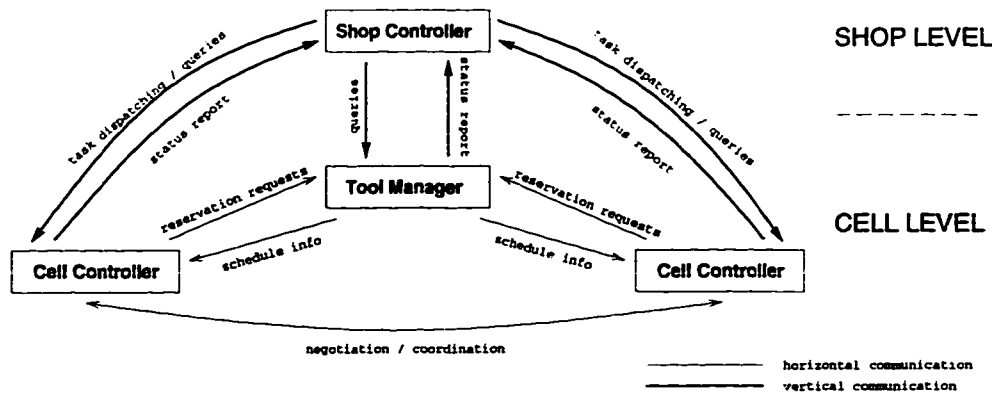 Shop Controller
SHOP LEVEL
task dispatching / queries
status report
queries
status report
task dispatching / queries
status report
Tool Manager
reservation requests
reservation requests
CELL LEVEL
schedule info
schedule info
Cell Controller
Cell Controller
negotiation / coordination
horizontal communication
vertical communication